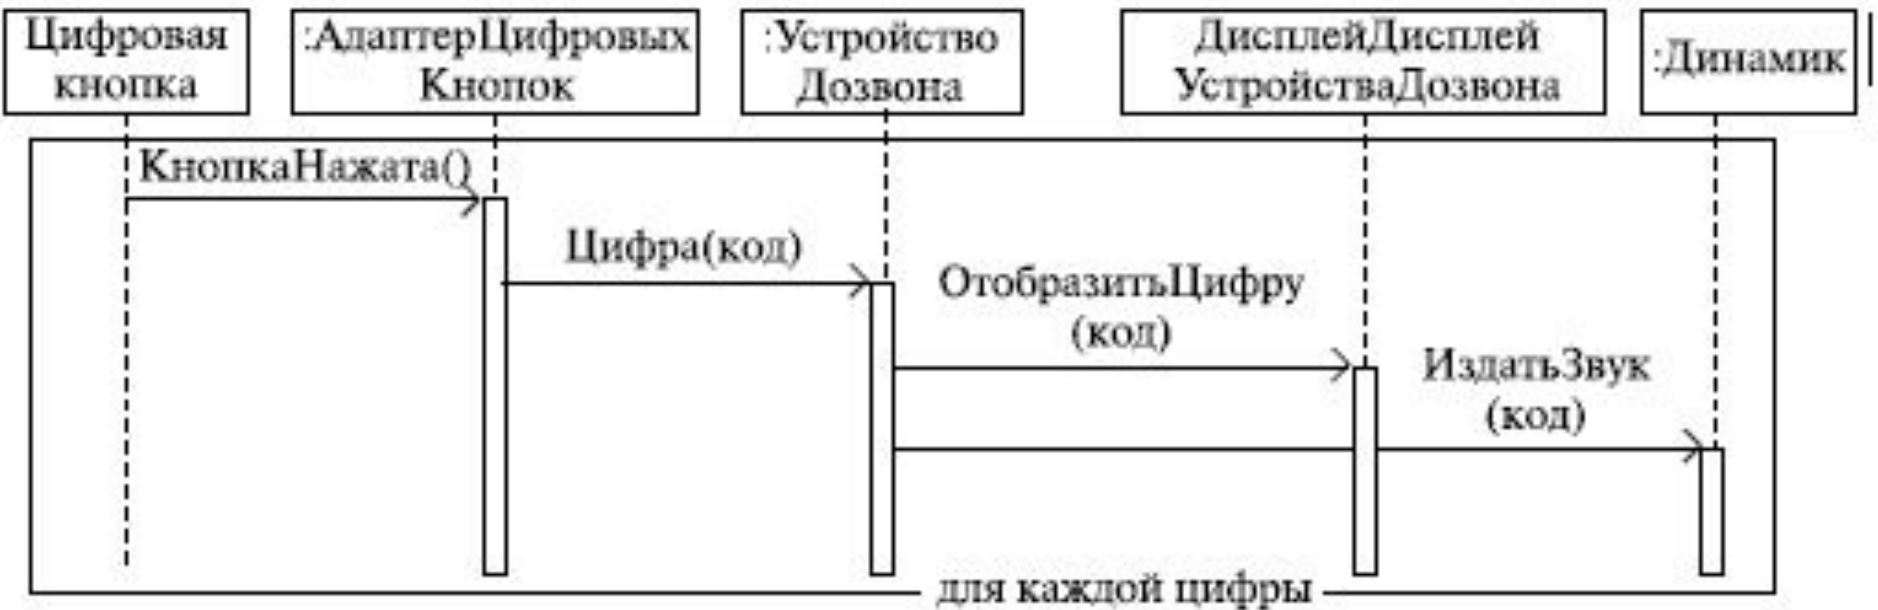 Цифровая
кнопка
:АдаптерЦифровых
Кнопок
:Устройство
Дозвона
ДисплейДисплей
УстройстваДозвона
:Динамик
КнопкаНажата()
Цифра(код)
ОтобразитьЦифру
(код)
ИздатьЗвук
(код)
для каждой цифры